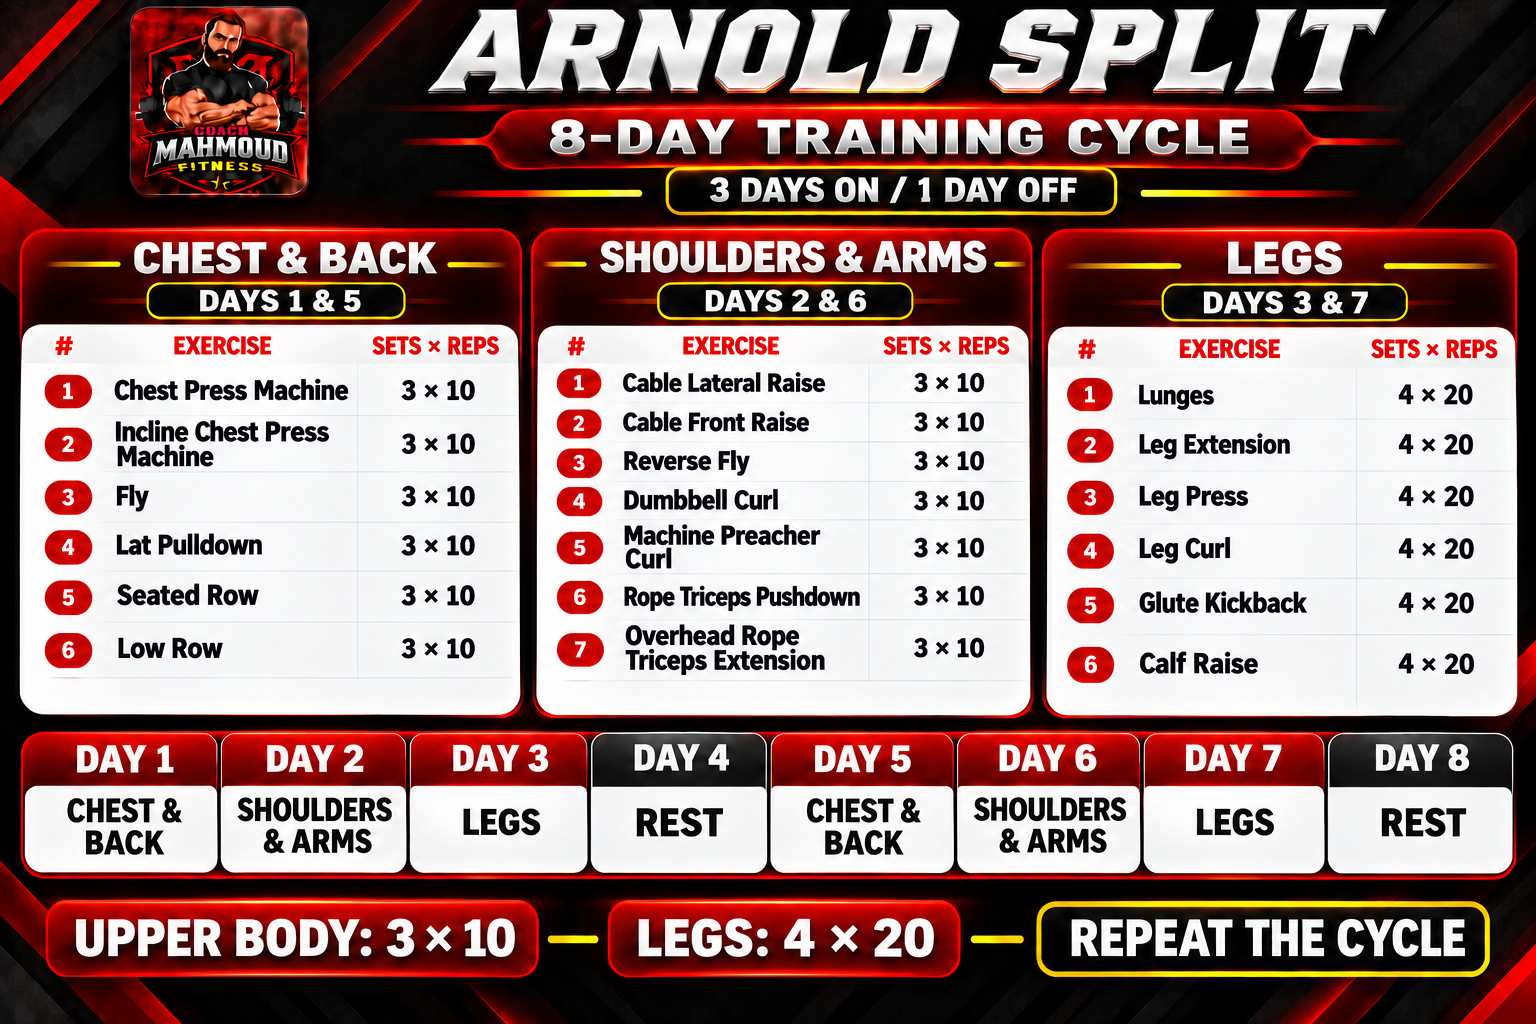 COACH
MAHMOUD
FITNESS
ARNOLD SPLIT
8-DAY TRAINING CYCLE
3 DAYS ON / 1 DAY OFF
CHEST & BACK
DAYS 1 & 5
# EXERCISE SETS × REPS
1 Chest Press Machine 3 × 10
2 Incline Chest Press
Machine 3 × 10
3 Fly 3 × 10
4 Lat Pulldown 3 × 10
5 Seated Row 3 × 10
6 Low Row 3 × 10
SHOULDERS & ARMS
DAYS 2 & 6
# EXERCISE SETS × REPS
1 Cable Lateral Raise 3 × 10
2 Cable Front Raise 3 × 10
3 Reverse Fly 3 × 10
4 Dumbbell Curl 3 × 10
5 Machine Preacher
Curl 3 × 10
6 Rope Triceps Pushdown 3 × 10
7 Overhead Rope
Triceps Extension 3 × 10
LEGS
DAYS 3 & 7
# EXERCISE SETS × REPS
1 Lunges 4 × 20
2 Leg Extension 4 × 20
3 Leg Press 4 × 20
4 Leg Curl 4 × 20
5 Glute Kickback 4 × 20
6 Calf Raise 4 × 20
DAY 1
CHEST &
BACK
DAY 2
SHOULDERS
& ARMS
DAY 3
LEGS
DAY 4
REST
DAY 5
CHEST &
BACK
DAY 6
SHOULDERS
& ARMS
DAY 7
LEGS
DAY 8
REST
UPPER BODY: 3 × 10
LEGS: 4 × 20
REPEAT THE CYCLE